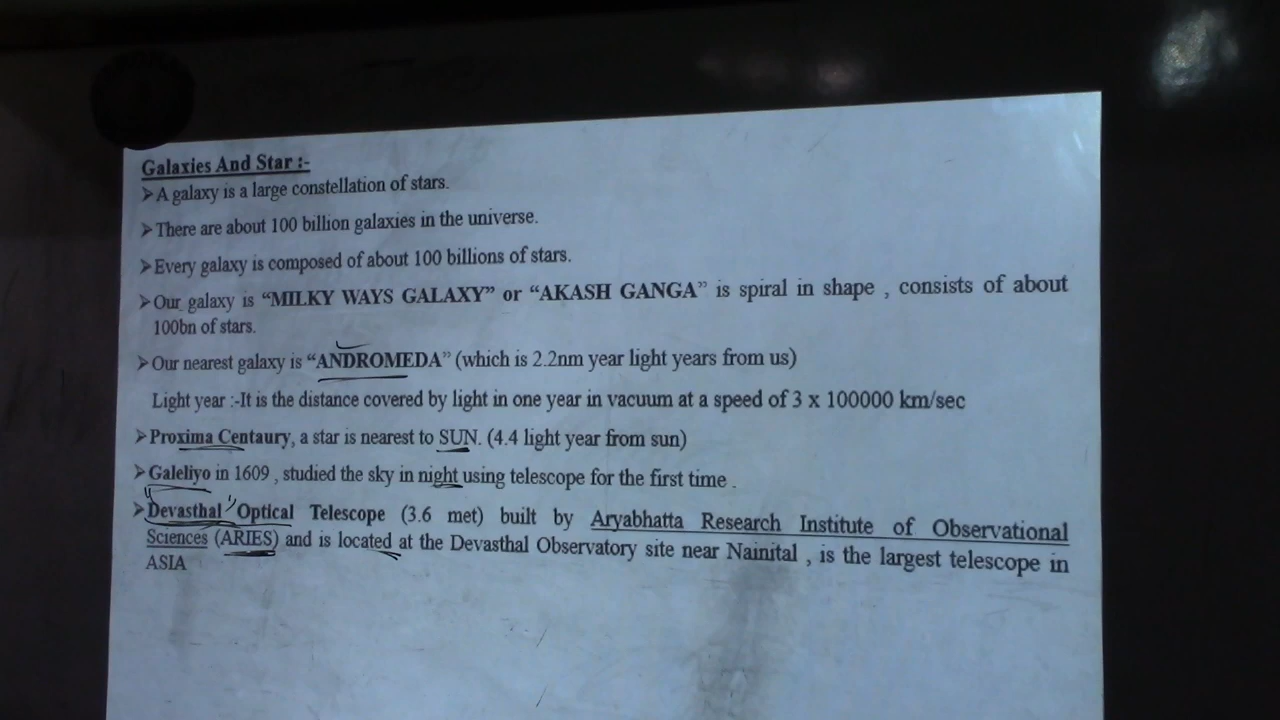 Galaxies And Star :-
➢A galaxy is a large constellation of stars.
➢There are about 100 billion galaxies in the universe.
➢Every galaxy is composed of about 100 billions of stars.
➢Our galaxy is “MILKY WAYS GALAXY” or “AKASH GANGA” is spiral in shape , consists of about
100bn of stars.
➢Our nearest galaxy is “ANDROMEDA” (which is 2.2nm year light years from us)
Light year :-It is the distance covered by light in one year in vacuum at a speed of 3 x 100000 km/sec
➢Proxima Centaury, a star is nearest to SUN. (4.4 light year from sun)
➢Galeliyo in 1609 , studied the sky in night using telescope for the first time .
➢Devasthal Optical Telescope (3.6 met) built by Aryabhatta Research Institute of Observational
Sciences (ARIES) and is located at the Devasthal Observatory site near Nainital , is the largest telescope in
ASIA